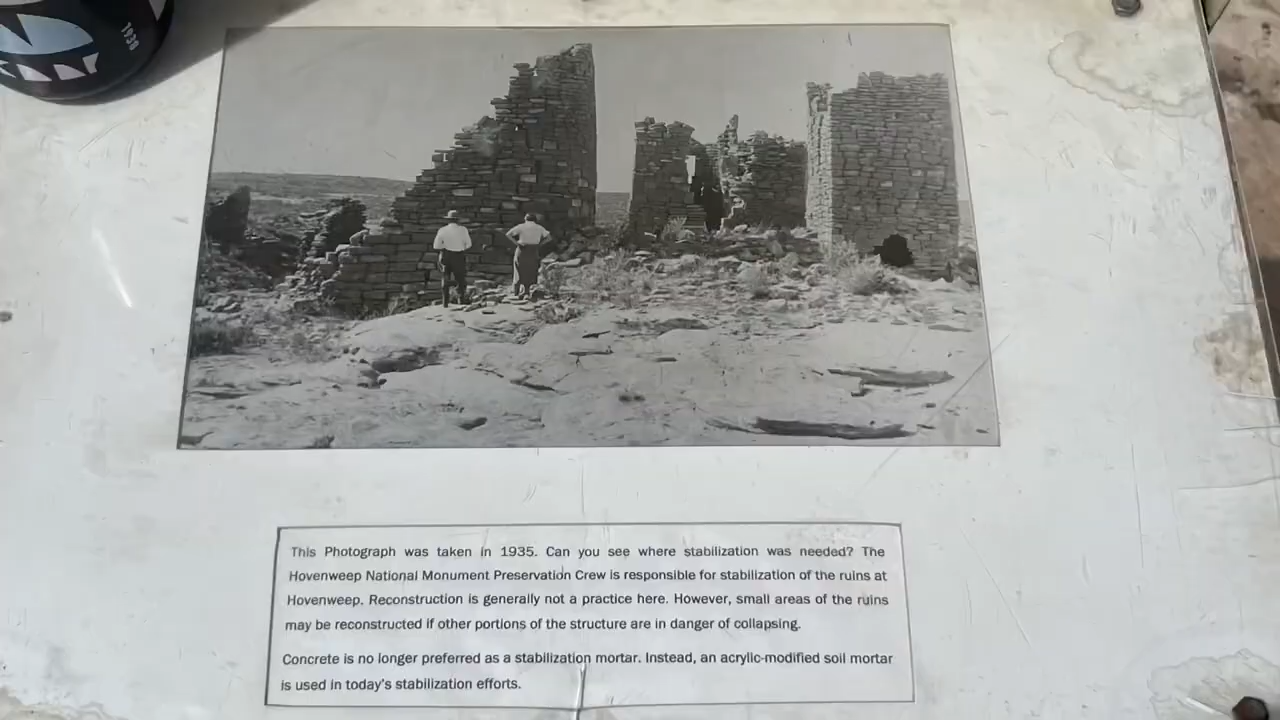 1938
This Photograph was taken in 1935. Can you see where stabilization was needed? The
Hovenweep National Monument Preservation Crew is responsible for stabilization of the ruins at
Hovenweep. Reconstruction is generally not a practice here. However, small areas of the ruins
may be reconstructed if other portions of the structure are in danger of collapsing.
Concrete is no longer preferred as a stabilization mortar. Instead, an acrylic-modified soil mortar
is used in today's stabilization efforts.